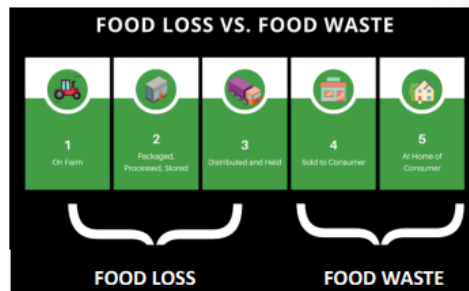 FOOD LOSS VS. FOOD WASTE
1
On Farm
2
Packaged,
Processed, Stored
3
Distributed and Held
4
Sold to Consumer
5
At Home of
Consumer
FOOD LOSS
FOOD WASTE